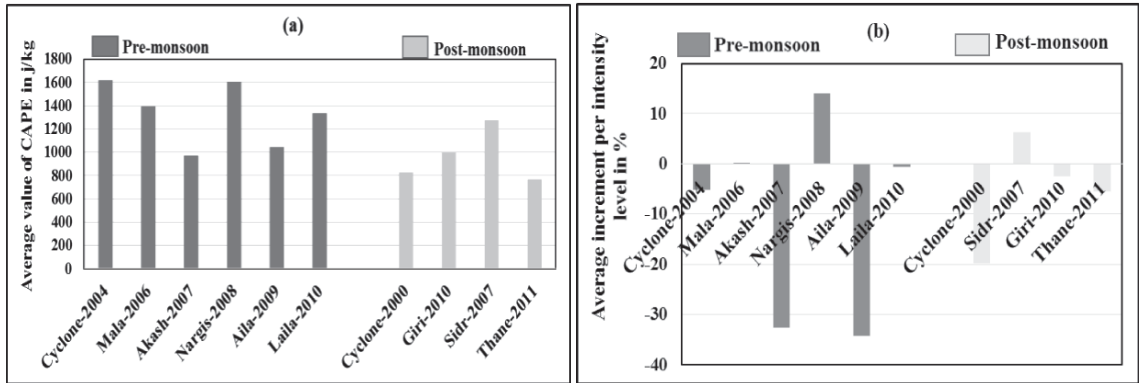 (a)
Pre-monsoon
Post-monsoon
Average value of CAPE in j/kg
1800
1600
1400
1200
1000
800
600
400
200
0
Cyclone-2004
Mala-2006
Akash-2007
Nargis-2008
Aila-2009
Laila-2010
Cyclone-2000
Giri-2010
Sidr-2007
Thane-2011
(b)
Pre-monsoon
Post-monsoon
Average increment per intensity
level in %
20
10
0
-10
-20
-30
-40
Cyclone-2004
Mala-2006
Akash-2007
Nargis-2008
Aila-2009
Laila-2010
Cyclone-2000
Sidr-2007
Giri-2010
Thane-2011